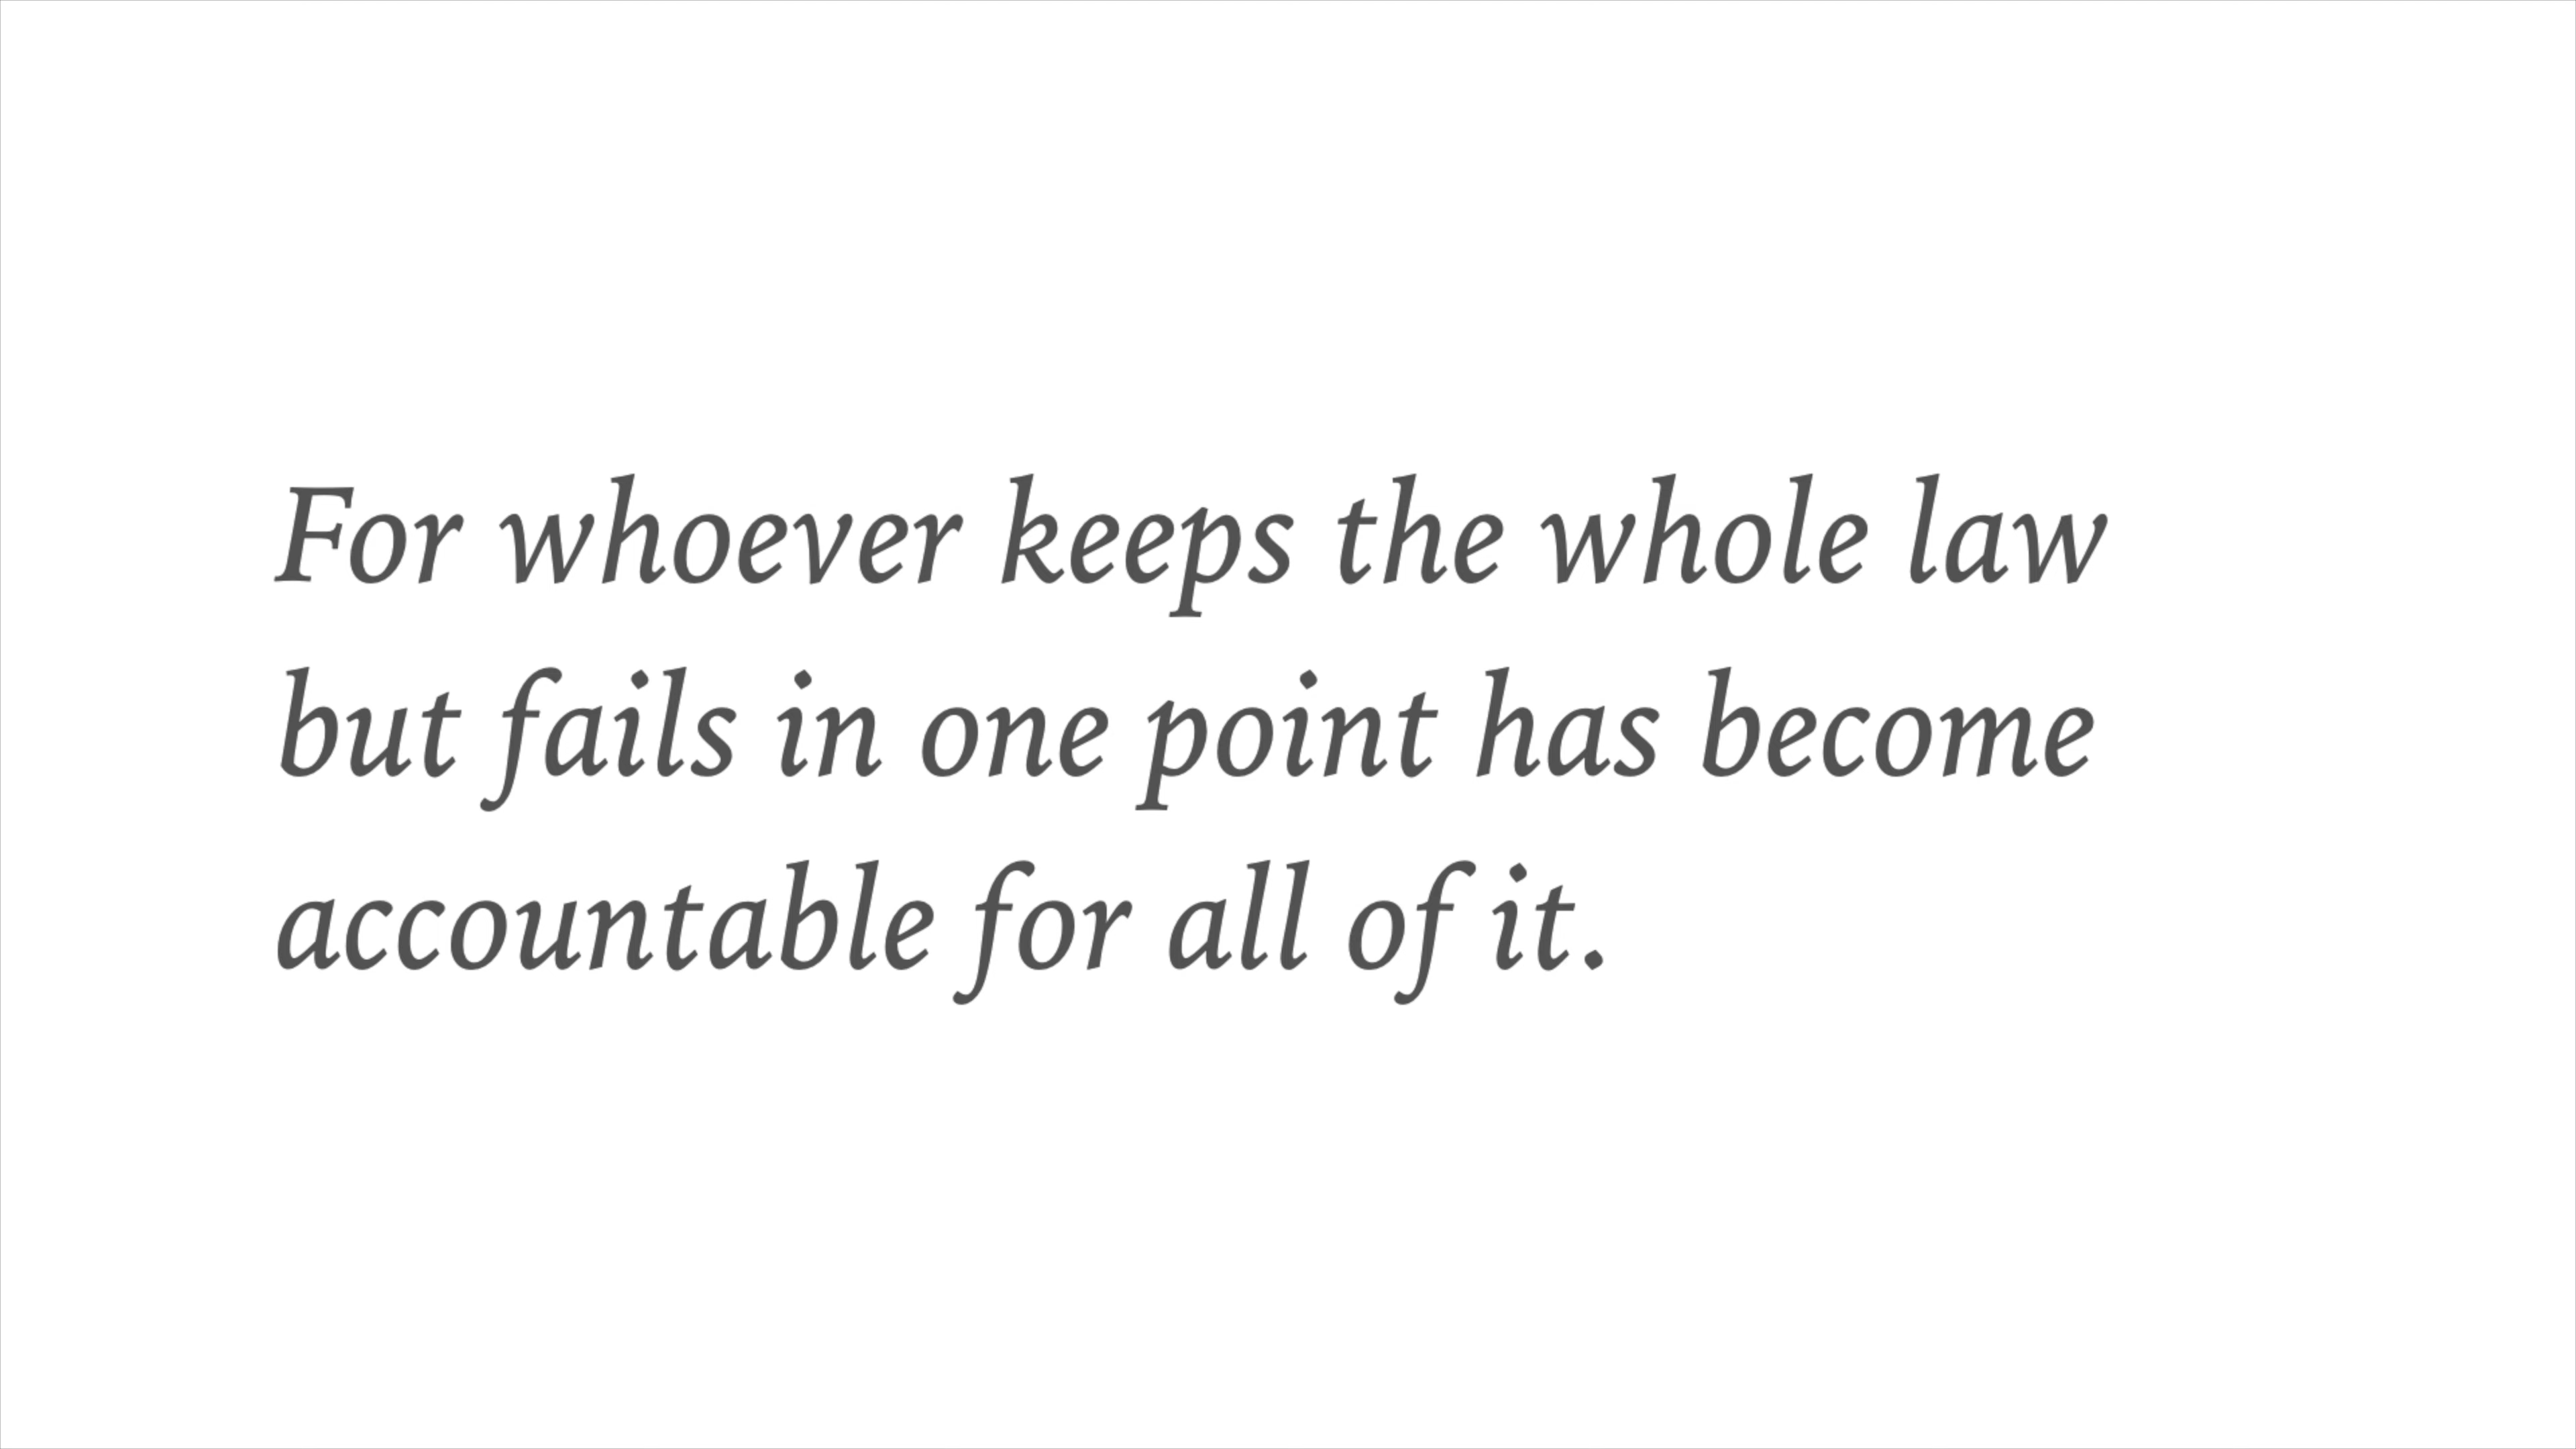 For whoever keeps the whole law
but fails in one point has become
accountable for all of it.